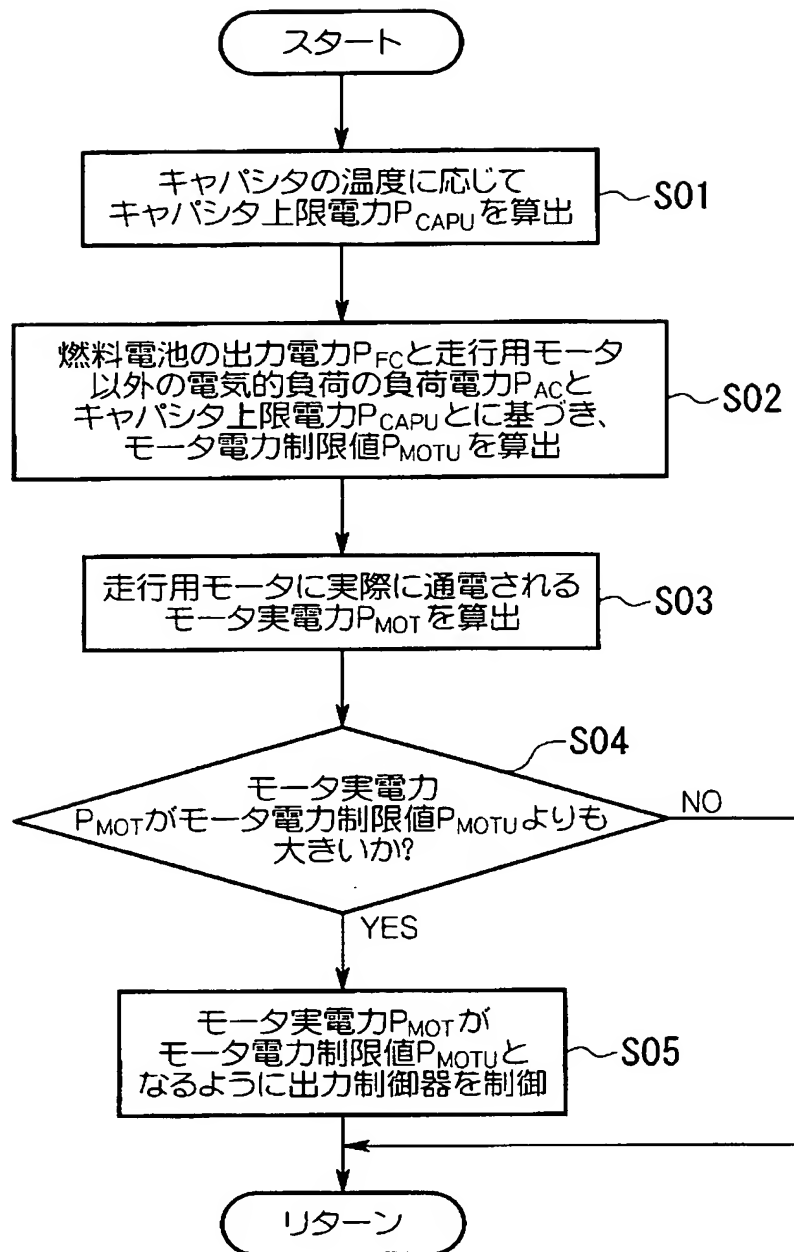 スタート
キャパシタの温度に応じて
キャパシタ上限電力PCAPUを算出
S01
燃料電池の出力電力PFCと走行用モータ
以外の電気的負荷の負荷電力PACと
キャパシタ上限電力PCAPUとに基づき、
モータ電力制限値PMOTUを算出
S02
走行用モータに実際に通電される
モータ実電力PMOTを算出
S03
S04
モータ実電力
PMOTがモータ電力制限値PMOTUよりも
大きいか?
NO
YES
モータ実電力PMOTが
モータ電力制限値PMOTUと
なるように出力制御器を制御
S05
リターン